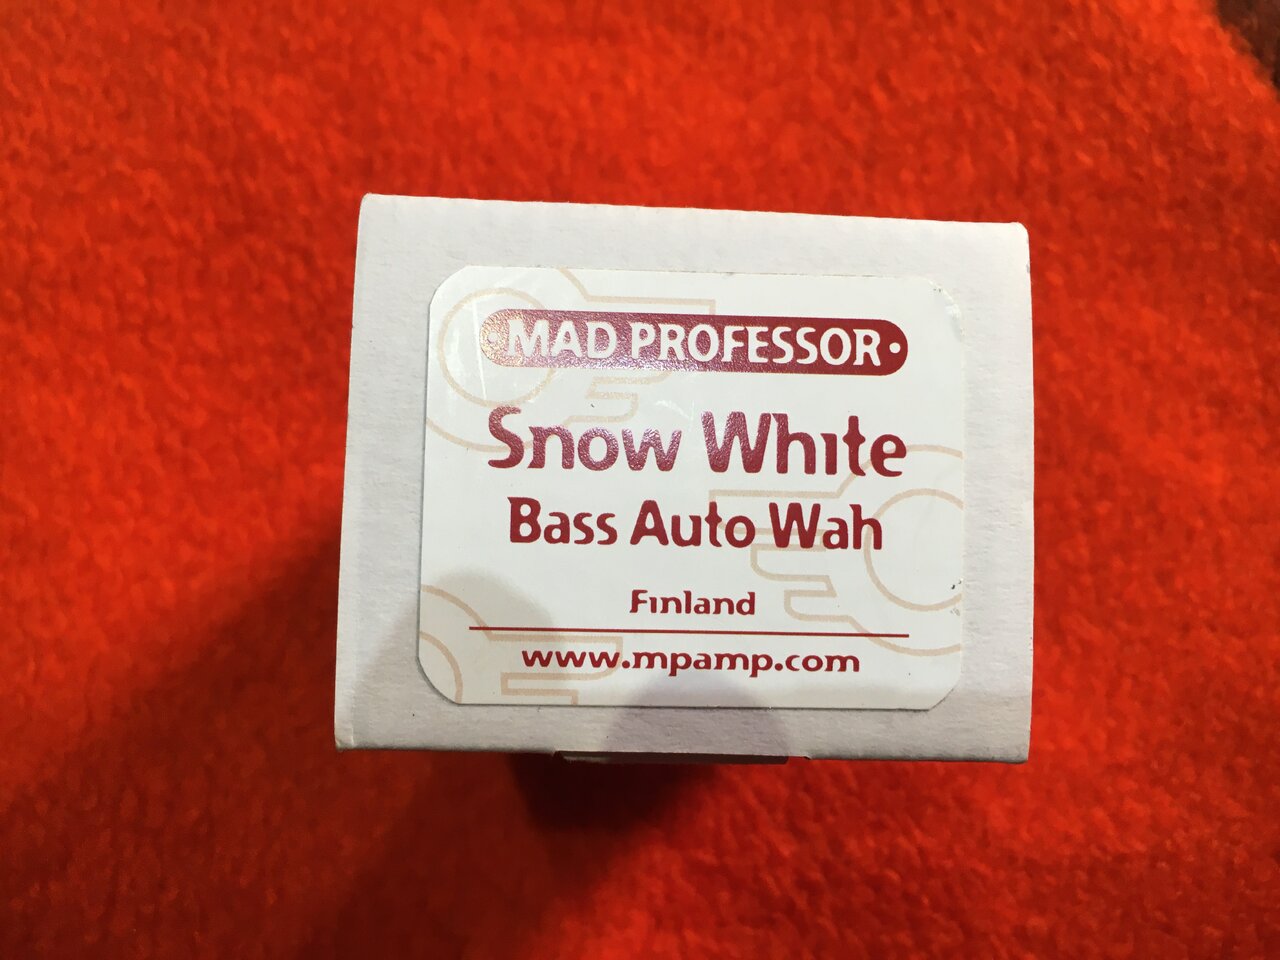 MAD PROFESSOR
Snow White
Bass Auto Wah
Finland
www.mpamp.com